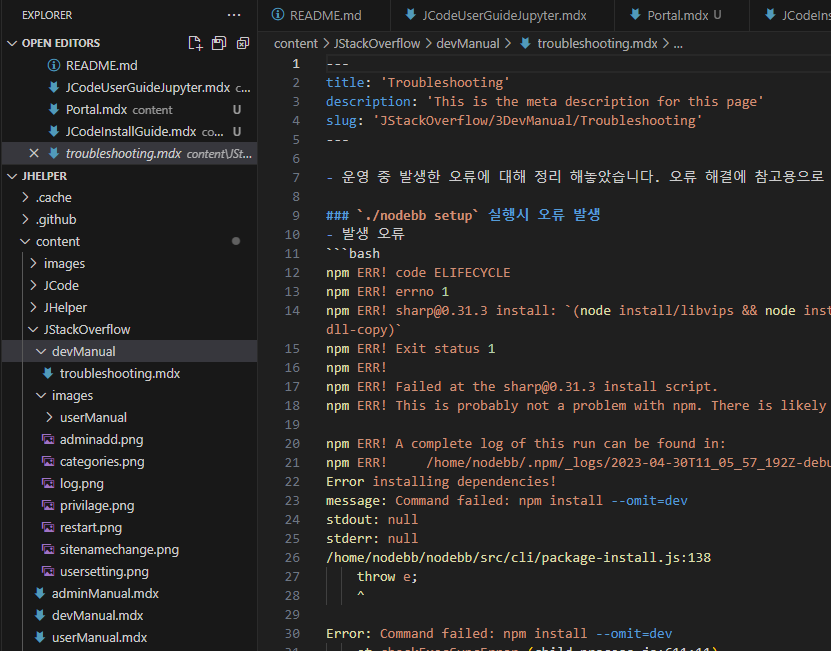 EXPLORER
OPEN EDITORS
README.md
JCodeUserGuideJupyter.mdx c...
Portal.mdx content U
JCodeInstallGuide.mdx co... U
troubleshooting.mdx content\JSt...
JHELPER
.cache
.github
content
images
JCode
JHelper
JStackOverflow
devManual
troubleshooting.mdx
images
userManual
adminadd.png
categories.png
log.png
privilage.png
restart.png
sitenamechange.png
usersetting.png
adminManual.mdx
devManual.mdx
userManual.mdx
README.md JCodeUserGuideJupyter.mdx Portal.mdx U JCodeIns
content > JStackOverflow > devManual > troubleshooting.mdx > ...
1 ---
2 title: 'Troubleshooting'
3 description: 'This is the meta description for this page'
4 slug: 'JStackOverflow/3DevManual/Troubleshooting'
5 ---
6
7 - 운영 중 발생한 오류에 대해 정리 해놓았습니다. 오류 해결에 참고용으로
8
9 ### `./nodebb setup` 실행시 오류 발생
10 - 발생 오류
11 ```bash
12 npm ERR! code ELIFECYCLE
13 npm ERR! errno 1
14 npm ERR! sharp@0.31.3 install: `(node install/libvips && node inst
dll-copy)`
15 npm ERR! Exit status 1
16 npm ERR!
17 npm ERR! Failed at the sharp@0.31.3 install script.
18 npm ERR! This is probably not a problem with npm. There is likely
19
20 npm ERR! A complete log of this run can be found in:
21 npm ERR! /home/nodebb/.npm/_logs/2023-04-30T11_05_57_192Z-debu
22 Error installing dependencies!
23 message: Command failed: npm install --omit=dev
24 stdout: null
25 stderr: null
26 /home/nodebb/nodebb/src/cli/package-install.js:138
27 throw e;
28 ^
29
30 Error: Command failed: npm install --omit=dev
31 at checkExecSyncError (child_process.js:611:11)